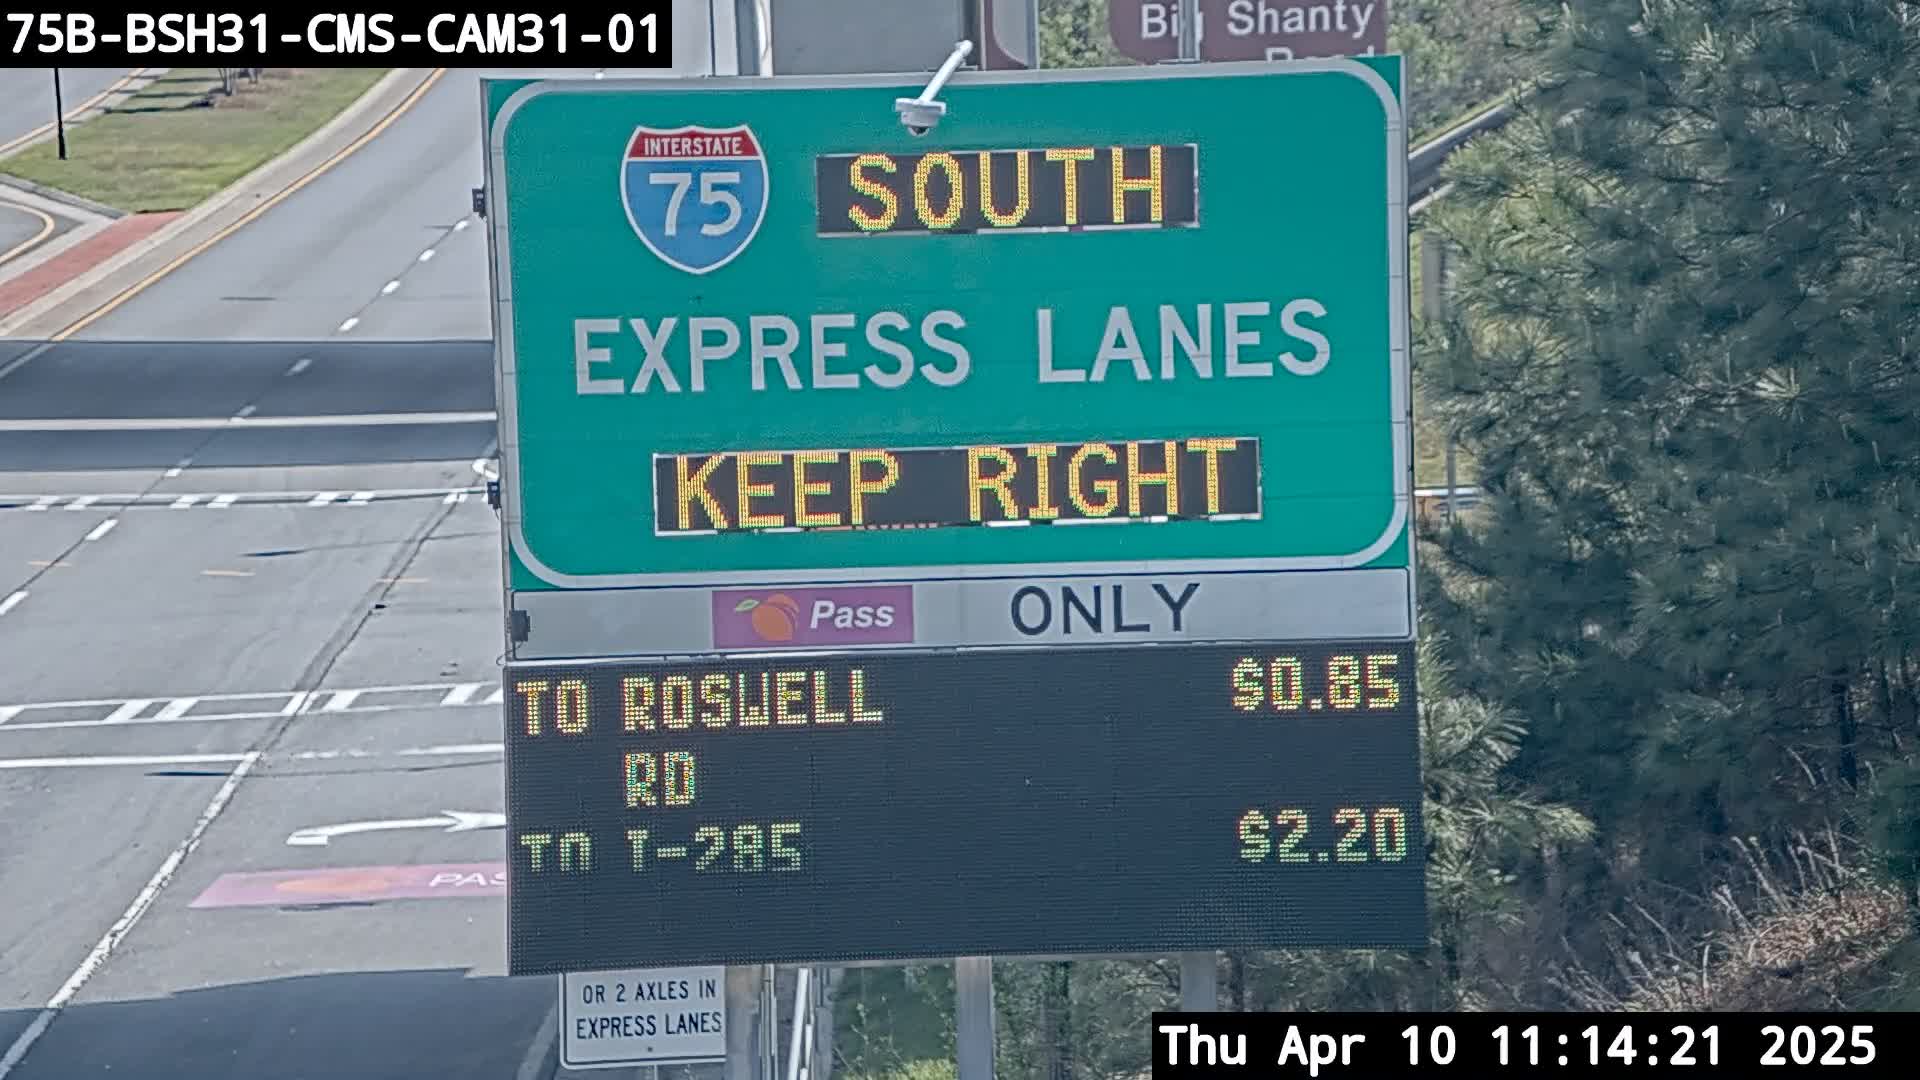 75B-BSH31-CMS-CAM31-01
Big Shanty
Road
INTERSTATE
75
SOUTH
EXPRESS LANES
KEEP RIGHT
Pass ONLY
TO ROSWELL $0.85
RD
TO I-285 $2.20
PAS
OR 2 AXLES IN
EXPRESS LANES
Thu Apr 10 11:14:21 2025